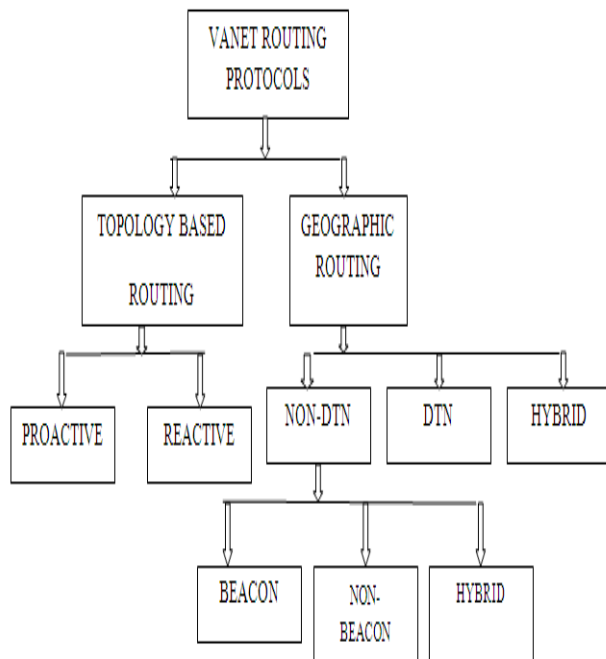 VANET ROUTING
PROTOCOLS
TOPOLOGY BASED
ROUTING
GEOGRAPHIC
ROUTING
PROACTIVE
REACTIVE
NON-DTN
DTN
HYBRID
BEACON
NON-
BEACON
HYBRID